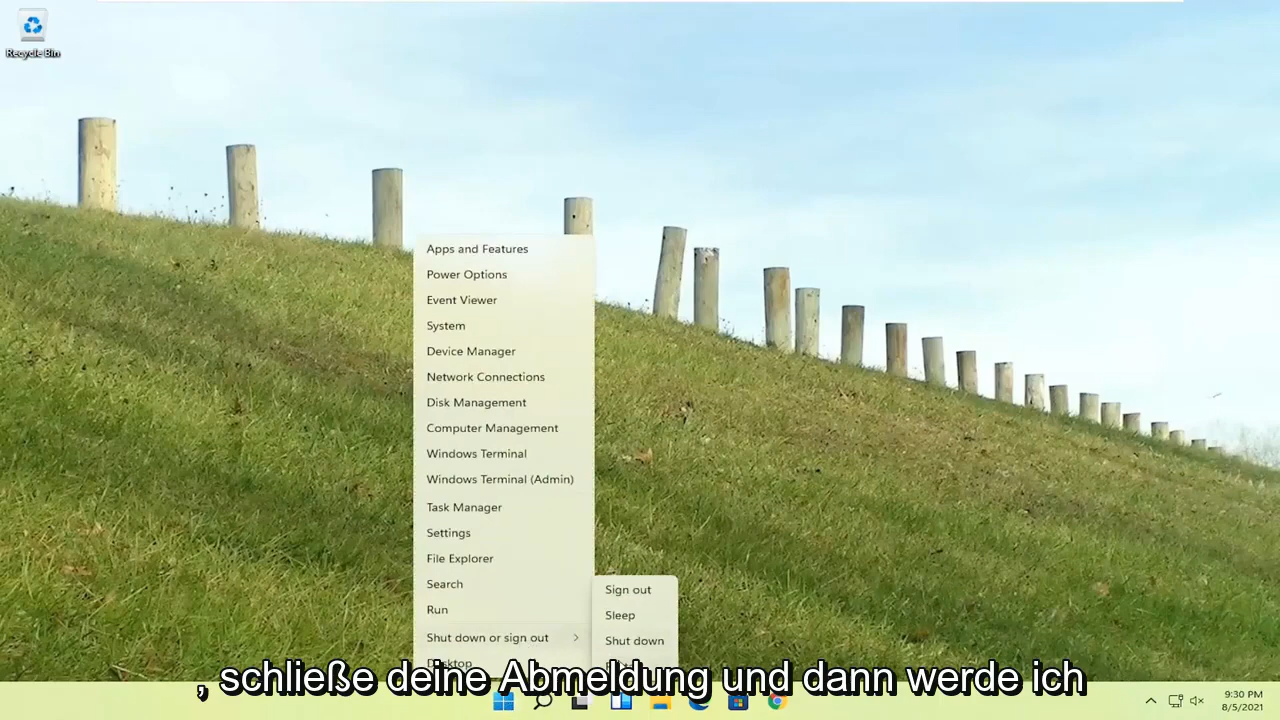 Recycle Bin
Apps and Features
Power Options
Event Viewer
System
Device Manager
Network Connections
Disk Management
Computer Management
Windows Terminal
Windows Terminal (Admin)
Task Manager
Settings
File Explorer
Search
Run
Shut down or sign out
Desktop
Sign out
Sleep
Shut down
, schließe deine Abmeldung und dann werde ich
9:30 PM
8/5/2021